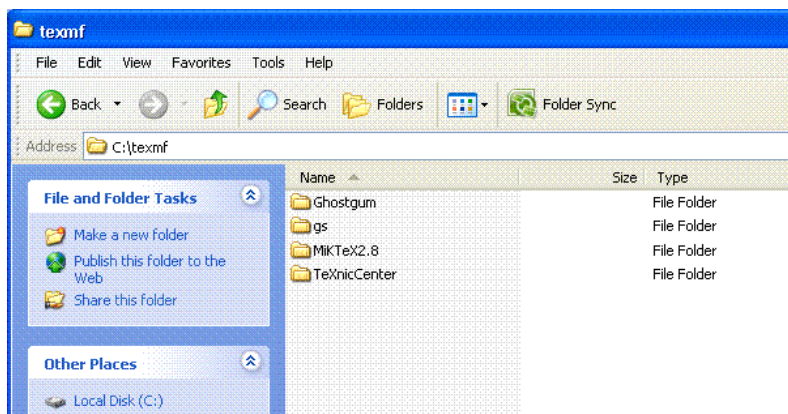 texmf
File Edit View Favorites Tools Help
Back Search Folders Folder Sync
Address C:\texmf
Name Size Type
File and Folder Tasks
Make a new folder
Publish this folder to the
Web
Share this folder
Other Places
Local Disk (C:)
Ghostgum File Folder
gs File Folder
MiKTeX2.8 File Folder
TeXnicCenter File Folder